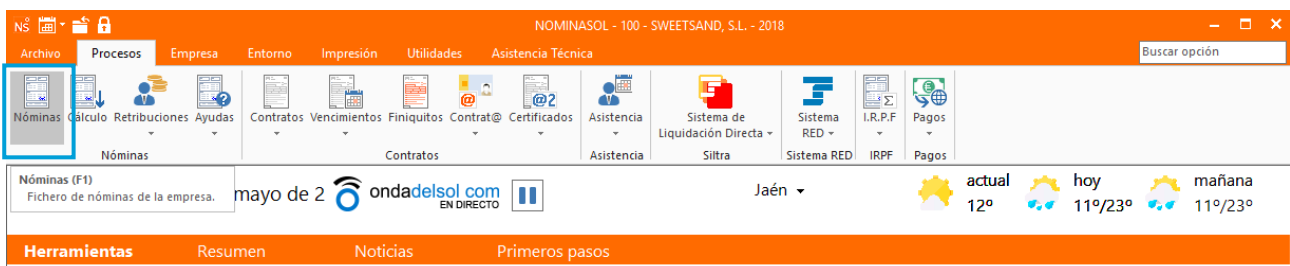 NS
NOMINASOL - 100 - SWEETSAND, S.L. - 2018
Archivo Procesos Empresa Entorno Impresión Utilidades Asistencia Técnica Buscar opción
Nóminas Cálculo Retribuciones Ayudas Contratos Vencimientos Finiquitos Contrat@ Certificados Asistencia Sistema de Liquidación Directa Sistema RED I.R.P.F Pagos
Nóminas Contratos Asistencia Siltra Sistema RED IRPF Pagos
Nóminas (F1)
Fichero de nóminas de la empresa.
mayo de 2
ondadelsol com
EN DIRECTO
Jaén
actual
12º
hoy
11º/23º
mañana
11º/23º
Herramientas Resumen Noticias Primeros pasos